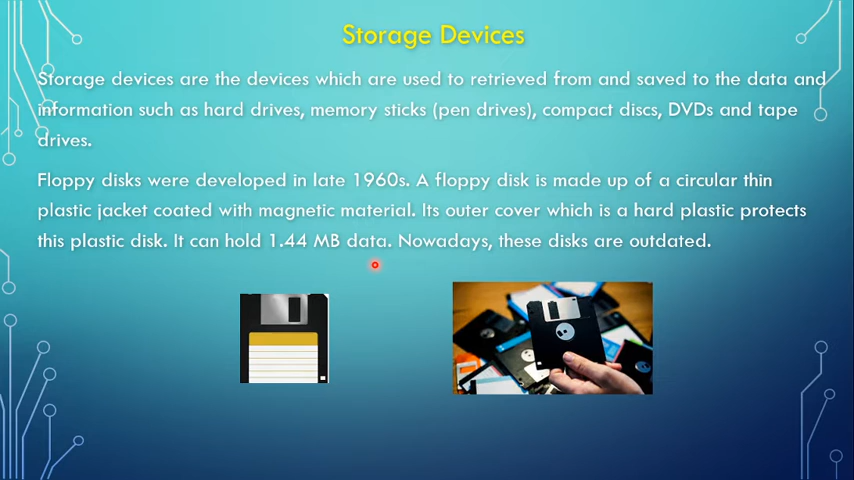 Storage Devices
Storage devices are the devices which are used to retrieved from and saved to the data and
information such as hard drives, memory sticks (pen drives), compact discs, DVDs and tape
drives.
Floppy disks were developed in late 1960s. A floppy disk is made up of a circular thin
plastic jacket coated with magnetic material. Its outer cover which is a hard plastic protects
this plastic disk. It can hold 1.44 MB data. Nowadays, these disks are outdated.